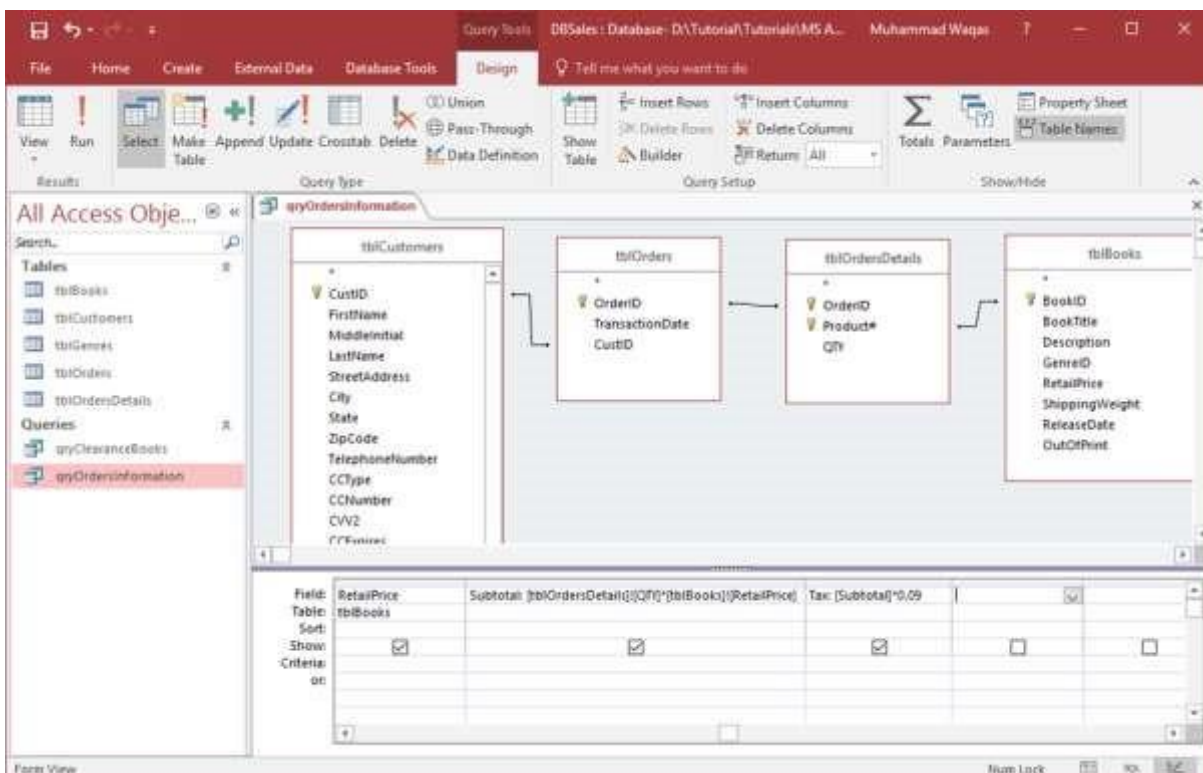 Query Tools DBSales : Database- D:\Tutorial\Tutorials\MS A... Muhammad Waqas ?
File Home Create External Data Database Tools Design Tell me what you want to do
View Run Select Make Table Append Update Crosstab Delete
Union
Pass-Through
Data Definition
Show Table
Insert Rows
Delete Rows
Builder
Insert Columns
Delete Columns
Return: All
Totals Parameters
Property Sheet
Table Names
Results Query Type Query Setup Show/Hide
All Access Obje...
Search...
Tables
tblBooks
tblCustomers
tblGenres
tblOrders
tblOrdersDetails
Queries
qryClearanceBooks
qryOrdersInformation
qryOrdersInformation
tblCustomers
*
CustID
FirstName
MiddleInitial
LastName
StreetAddress
City
State
ZipCode
TelephoneNumber
CCType
CCNumber
CVV2
CCExpires
tblOrders
*
OrderID
TransactionDate
CustID
tblOrdersDetails
*
OrderID
Product#
QTY
tblBooks
*
BookID
BookTitle
Description
GenreID
RetailPrice
ShippingWeight
ReleaseDate
OutOfPrint
Field: RetailPrice Subtotal: [tblOrdersDetails]![QTY]*[tblBooks]![RetailPrice] Tax: [Subtotal]*0.09
Table: tblBooks
Sort:
Show:
Criteria:
or:
Form View Num Lock SQL